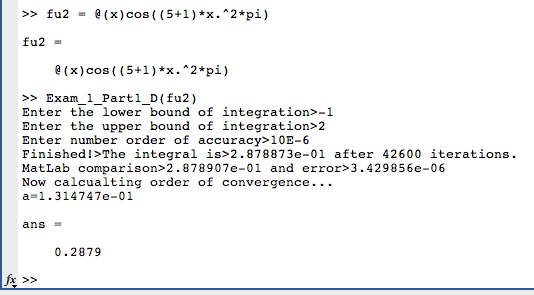 >> fu2 = @(x)cos((5+1)*x.^2*pi)
fu2 =
@(x)cos((5+1)*x.^2*pi)
>> Exam_1_Part1_D(fu2)
Enter the lower bound of integration>-1
Enter the upper bound of integration>2
Enter number order of accuracy>10E-6
Finished!>The integral is>2.878873e-01 after 42600 iterations.
MatLab comparison>2.878907e-01 and error>3.429856e-06
Now calcualting order of convergence...
a=1.314747e-01
ans =
0.2879
fx >>